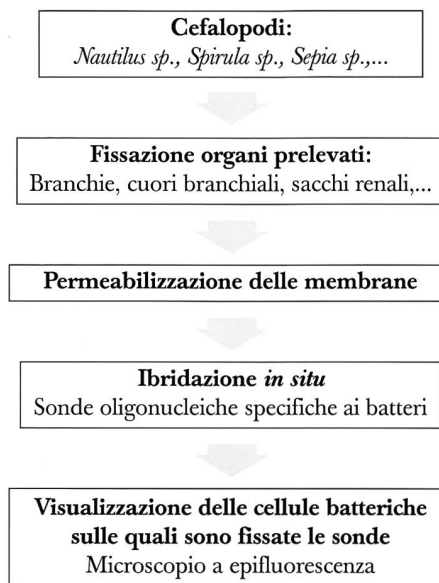 Cefalopodi:
Nautilus sp., Spirula sp., Sepia sp.,...
Fissazione organi prelevati:
Branchie, cuori branchiali, sacchi renali,...
Permeabilizzazione delle membrane
Ibridazione in situ
Sonde oligonucleiche specifiche ai batteri
Visualizzazione delle cellule batteriche
sulle quali sono fissate le sonde
Microscopio a epifluorescenza